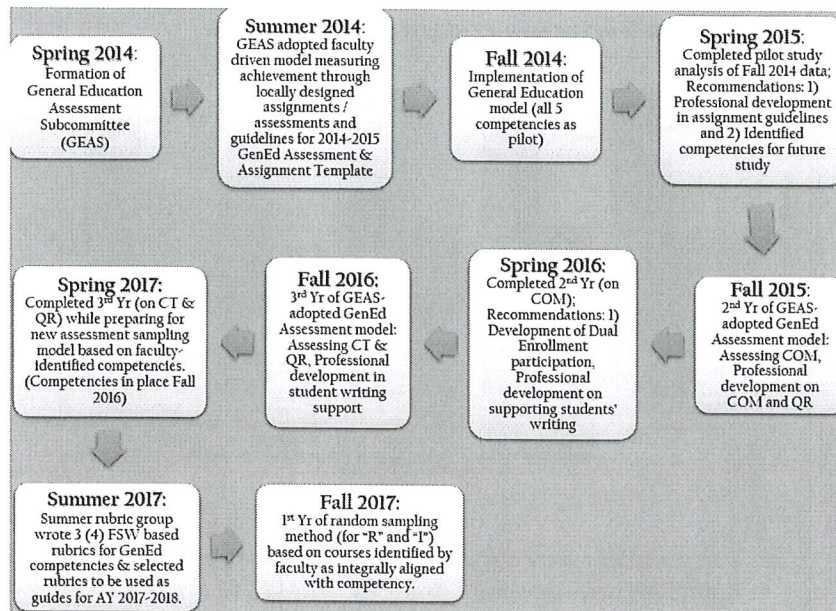 Spring 2014:
Formation of
General Education
Assessment
Subcommittee
(GEAS)
Summer 2014:
GEAS adopted faculty
driven model measuring
achievement through
locally designed
assignments /
assessments and
guidelines for 2014-2015
GenEd Assessment &
Assignment Template
Fall 2014:
Implementation of
General Education
model (all 5
competencies as
pilot)
Spring 2015:
Completed pilot study
analysis of Fall 2014 data;
Recommendations: 1)
Professional development
in assignment guidelines
and 2) Identified
competencies for future
study
Fall 2015:
2nd Yr of GEAS-
adopted GenEd
Assessment model:
Assessing COM,
Professional
development on
COM and QR
Spring 2016:
Completed 2nd Yr (on
COM);
Recommendations: 1)
Development of Dual
Enrollment
participation,
Professional
development on
supporting students'
writing
Fall 2016:
3rd Yr of GEAS-
adopted GenEd
Assessment model:
Assessing CT &
QR, Professional
development in
student writing
support
Spring 2017:
Completed 3rd Yr (on CT &
QR) while preparing for
new assessment sampling
model based on faculty-
identified competencies.
(Competencies in place Fall
2016)
Summer 2017:
Summer rubric group
wrote 3 (4) FSW based
rubrics for GenEd
competencies & selected
rubrics to be used as
guides for AY 2017-2018.
Fall 2017:
1st Yr of random sampling
method (for "R" and "I")
based on courses identified by
faculty as integrally aligned
with competency.